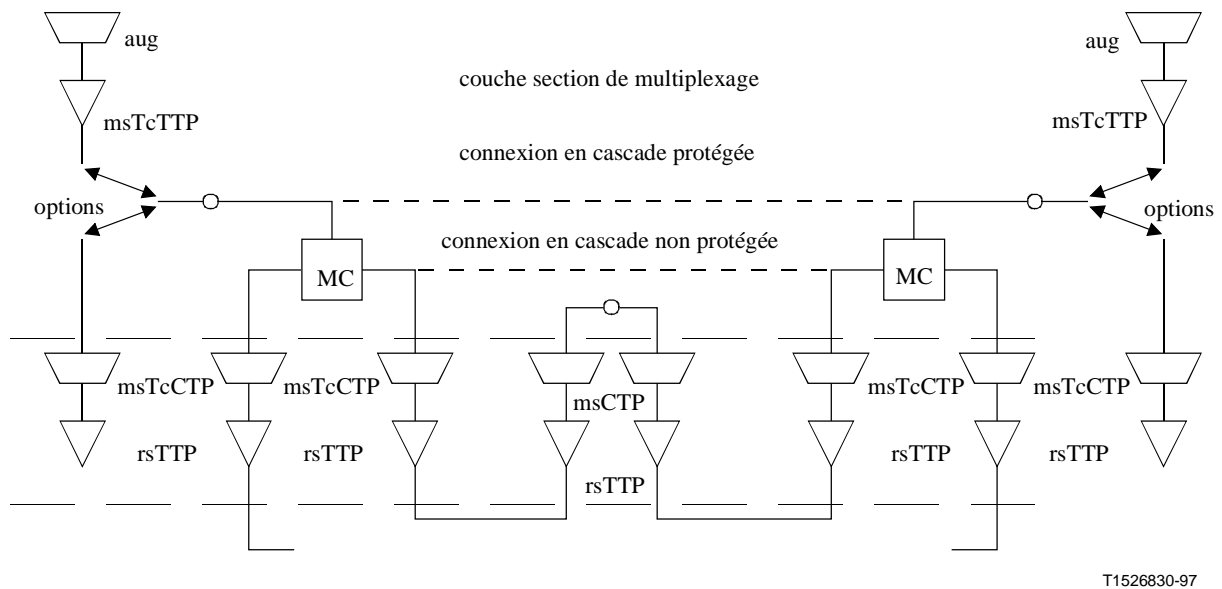 aug
aug
couche section de multiplexage
msTcTTP
msTcTTP
connexion en cascade protégée
options
options
connexion en cascade non protégée
MC
MC
msTcCTP
msTcCTP
msCTP
msTcCTP
msTcCTP
rsTTP
rsTTP
rsTTP
rsTTP
rsTTP
T1526830-97